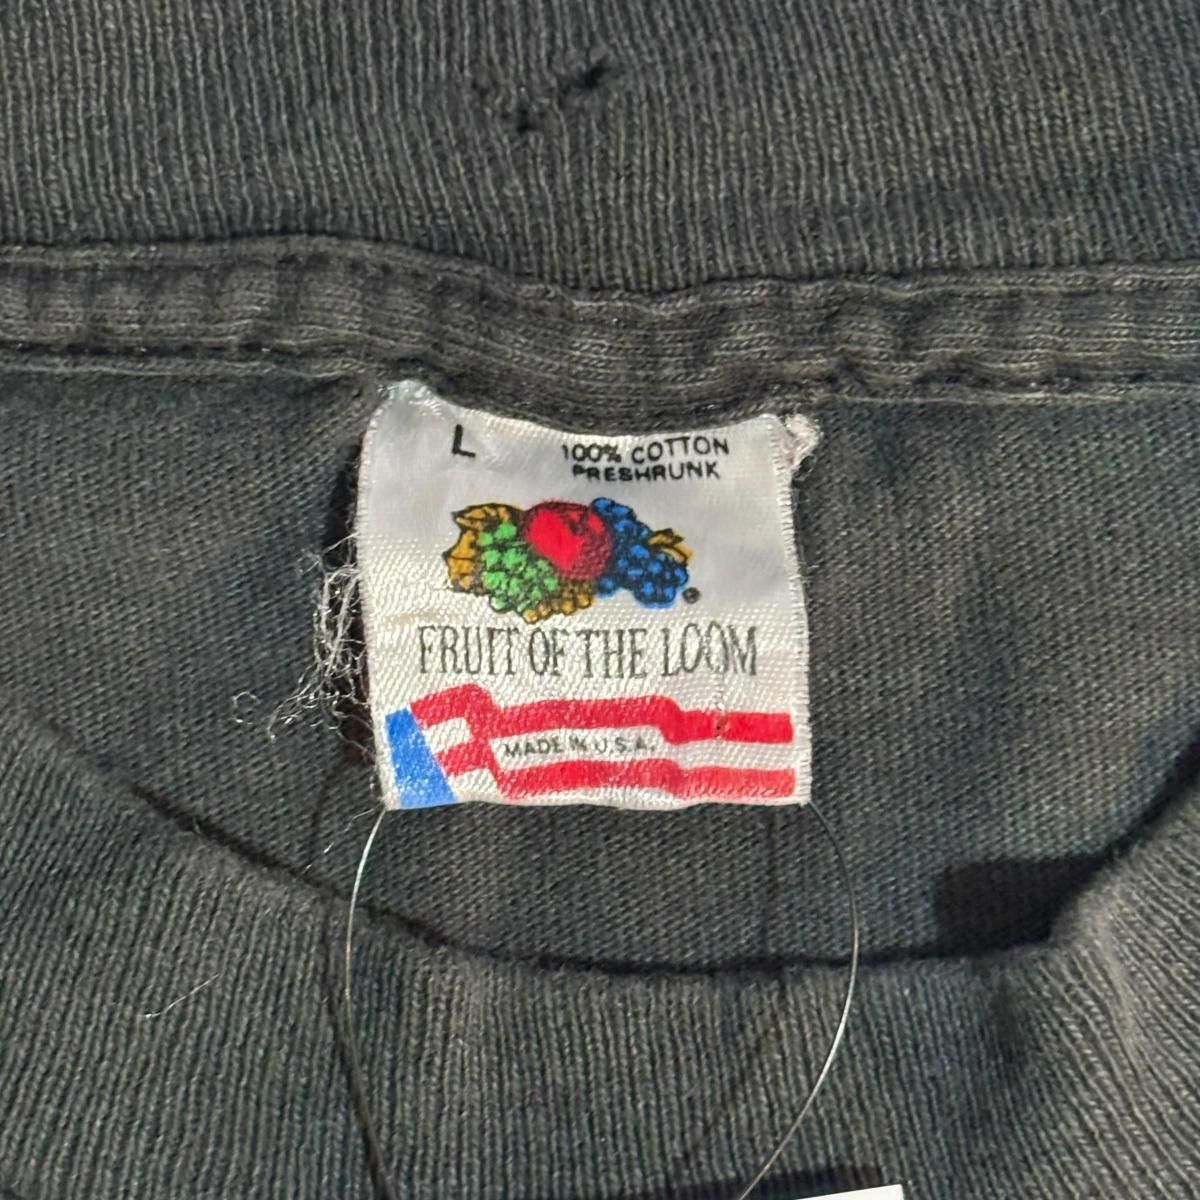 L
100% COTTON
PRESHRUNK
®
FRUIT OF THE LOOM
MADE IN U.S.A.